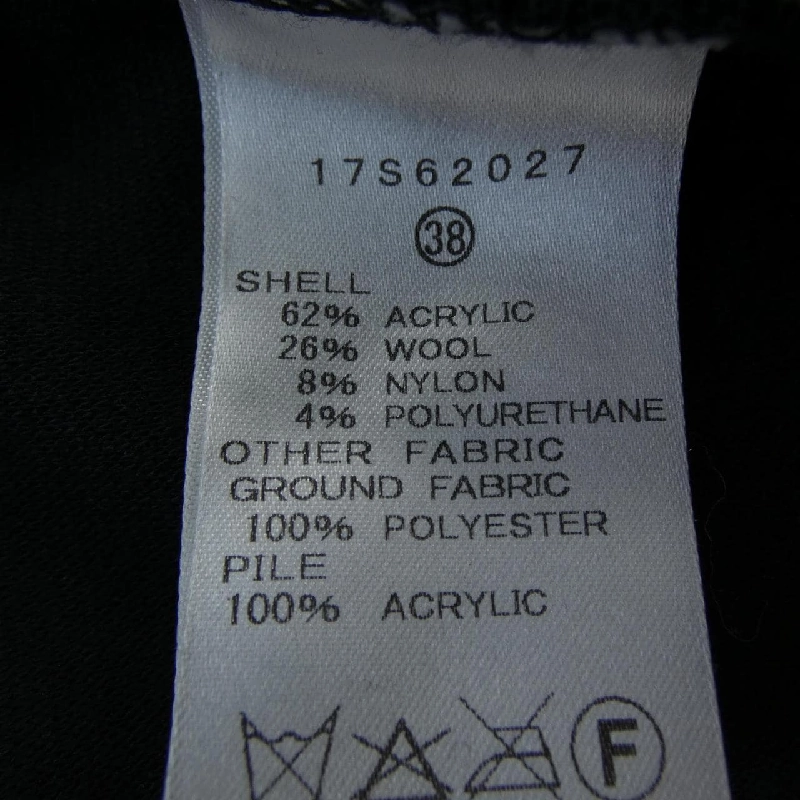 17S62027
38
SHELL
62% ACRYLIC
26% WOOL
8% NYLON
4% POLYURETHANE
OTHER FABRIC
GROUND FABRIC
100% POLYESTER
PILE
100% ACRYLIC
F